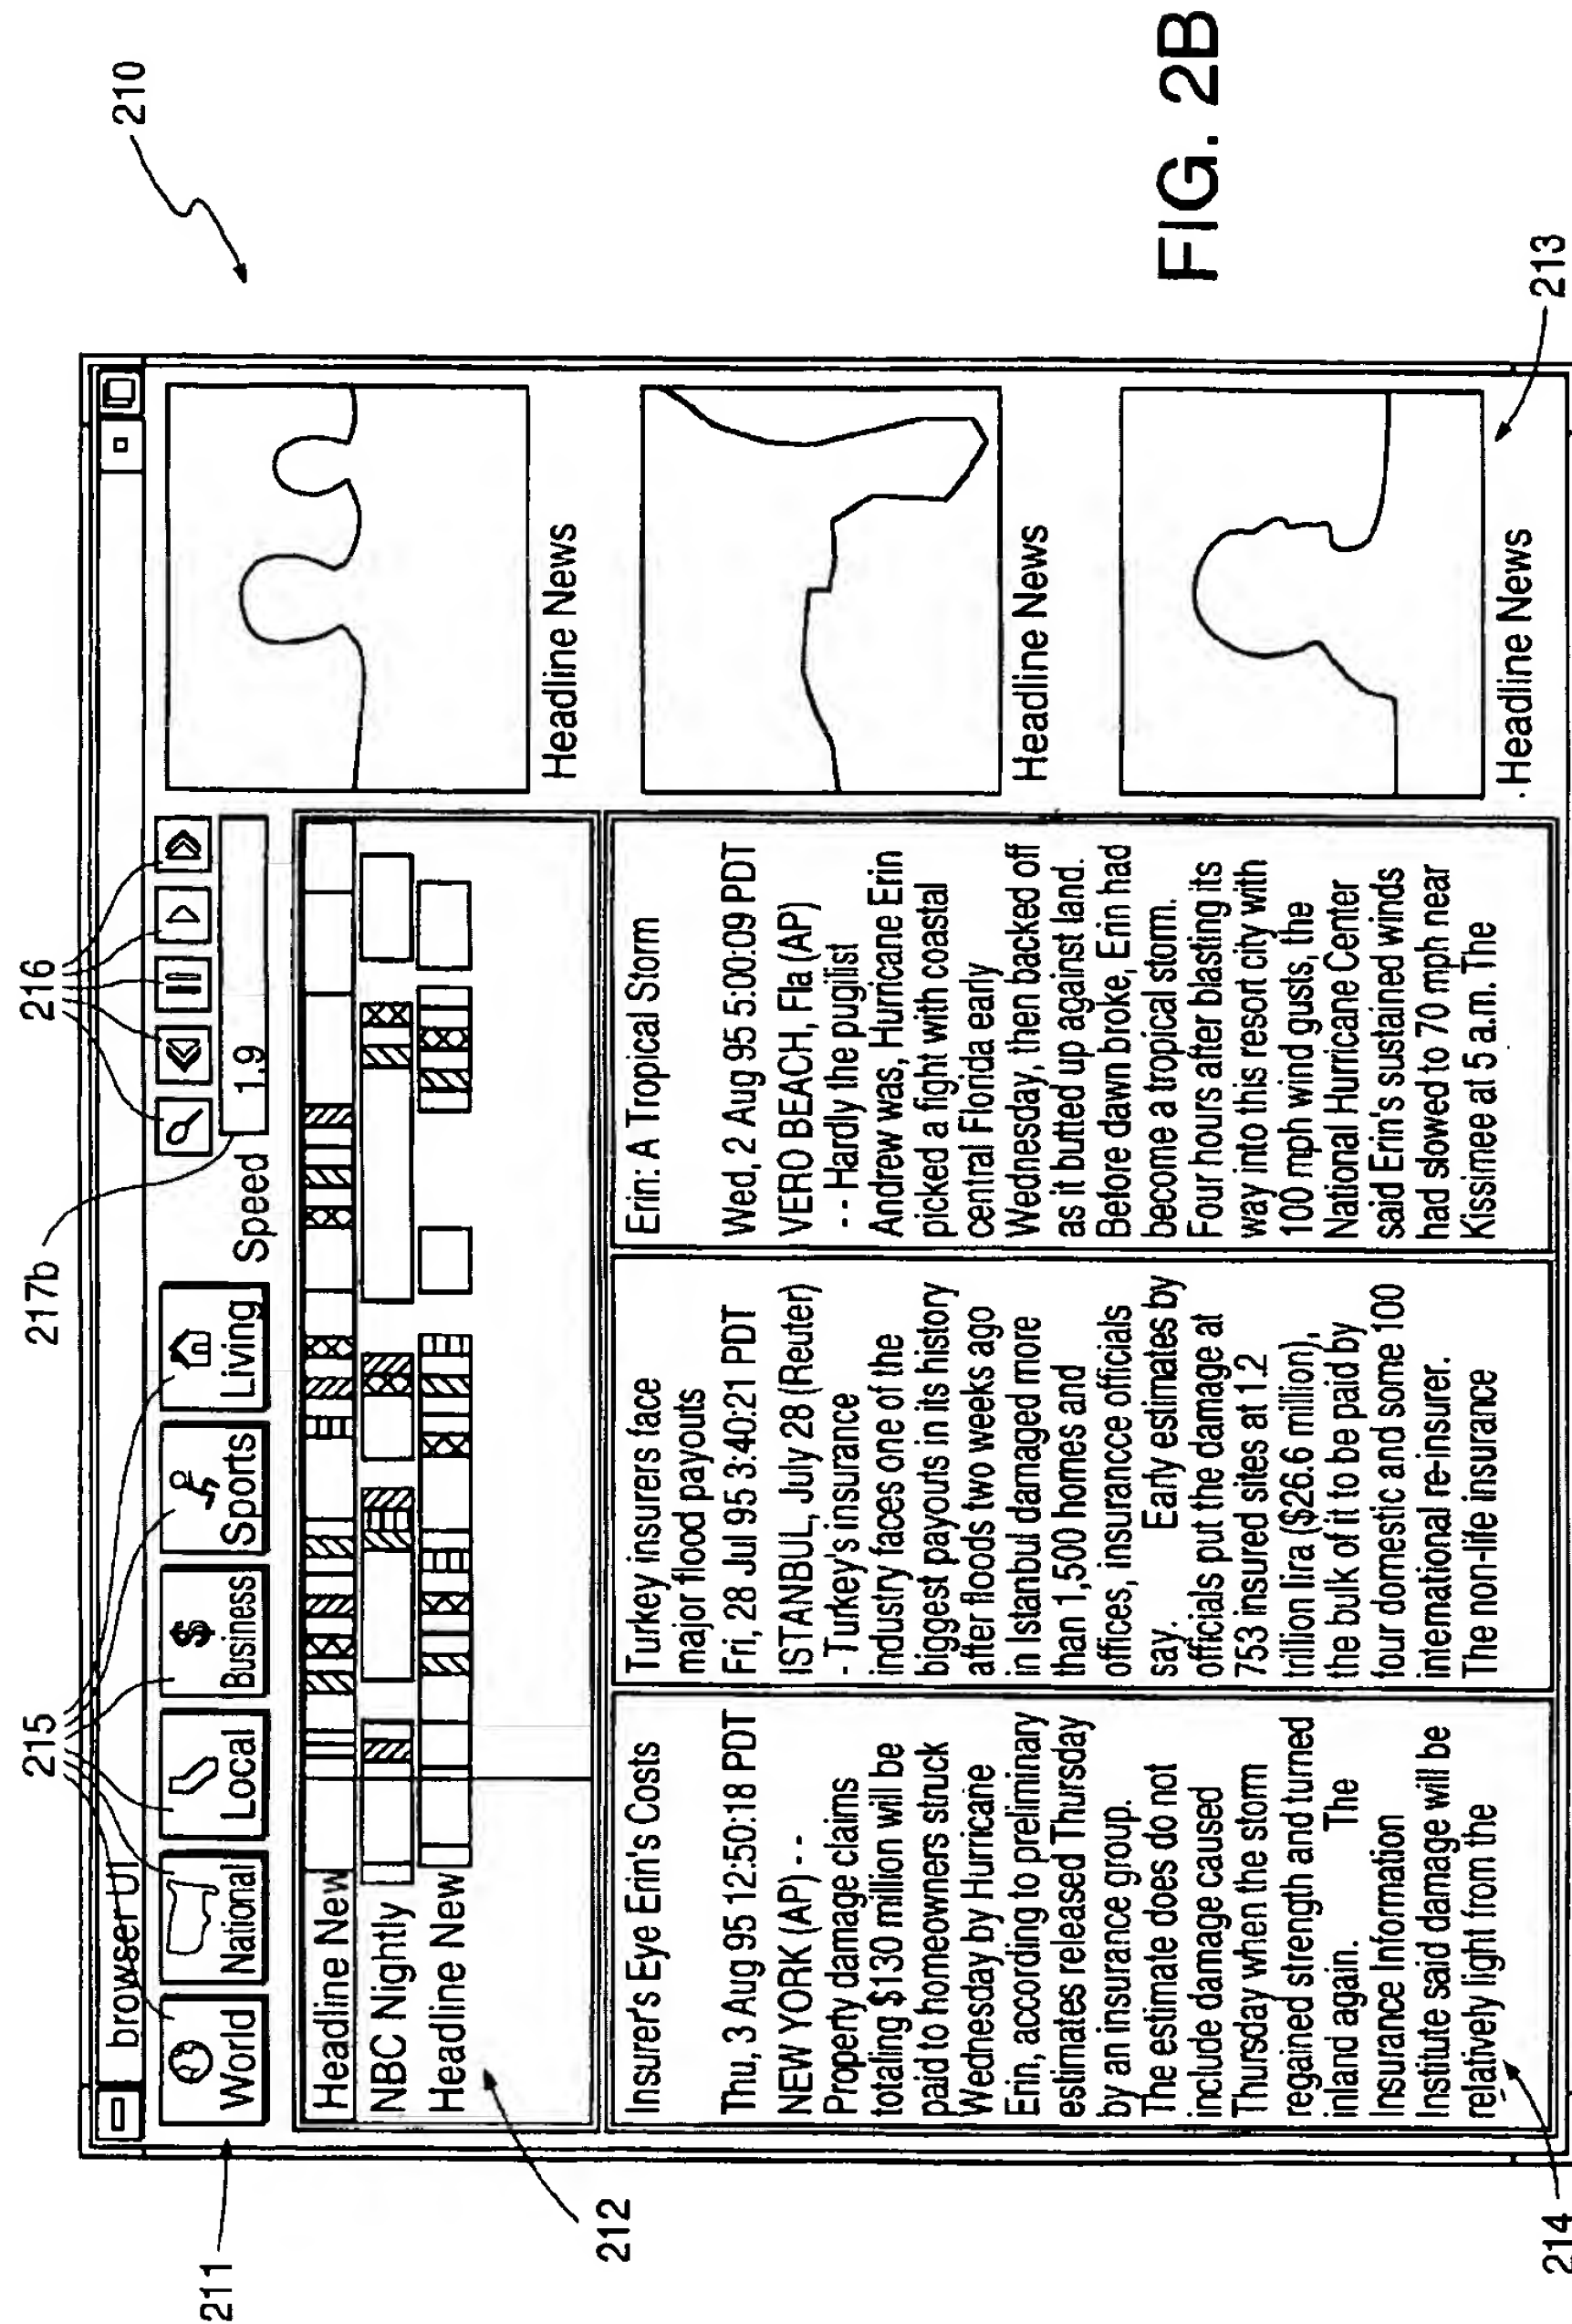 210
211
215
217b
216
browser UI
World
National
Local
Business
Sports
Living
Speed
1.9
Headline New
NBC Nightly
Headline New
212
Headline News
Headline News
. Headline News
213
Insurer's Eye Erin's Costs
Thu, 3 Aug 95 12:50:18 PDT
NEW YORK (AP) - -
Property damage claims
totaling $130 million will be
paid to homeowners struck
Wednesday by Hurricane
Erin, according to preliminary
estimates released Thursday
by an insurance group.
The estimate does do not
include damage caused
Thursday when the storm
regained strength and turned
inland again. The
Insurance Information
Institute said damage will be
relatively light from the
Turkey insurers face
major flood payouts
Fri, 28 Jul 95 3:40:21 PDT
ISTANBUL, July 28 (Reuter)
- Turkey's insurance
industry faces one of the
biggest payouts in its history
after floods two weeks ago
in Istanbul damaged more
than 1,500 homes and
offices, insurancce officials
say. Early estimates by
officials put the damage at
753 insured sites at 1.2
trillion lira ($26.6 million),
the bulk of it to be paid by
four domestic and some 100
international re-insurer.
The non-life insurance
Erin: A Tropical Storm
Wed, 2 Aug 95 5:00:09 PDT
VERO BEACH, Fla (AP)
- - Hardly the pugilist
Andrew was, Hurricane Erin
picked a fight with coastal
central Florida early
Wednesday, then backed off
as it butted up against land.
Before dawn broke, Erin had
become a tropical storm.
Four hours after blasting its
way into this resort city with
100 mph wind gusts, the
National Hurricane Center
said Erin's sustained winds
had slowed to 70 mph near
Kissimee at 5 a.m. The
214
FIG. 2B